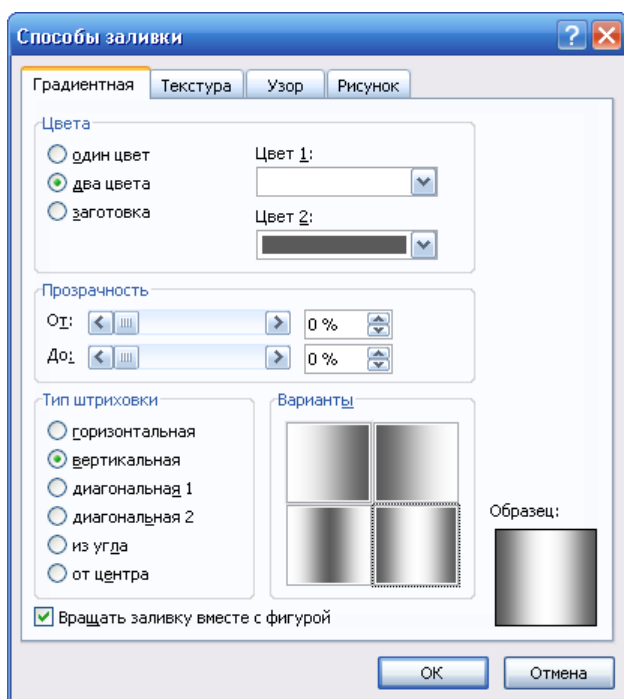 Способы заливки
Градиентная Текстура Узор Рисунок
Цвета
один цвет
два цвета
заготовка
Цвет 1:
Цвет 2:
Прозрачность
От: 0 %
До: 0 %
Тип штриховки
горизонтальная
вертикальная
диагональная 1
диагональная 2
из угла
от центра
Варианты
Образец:
Вращать заливку вместе с фигурой
ОК Отмена